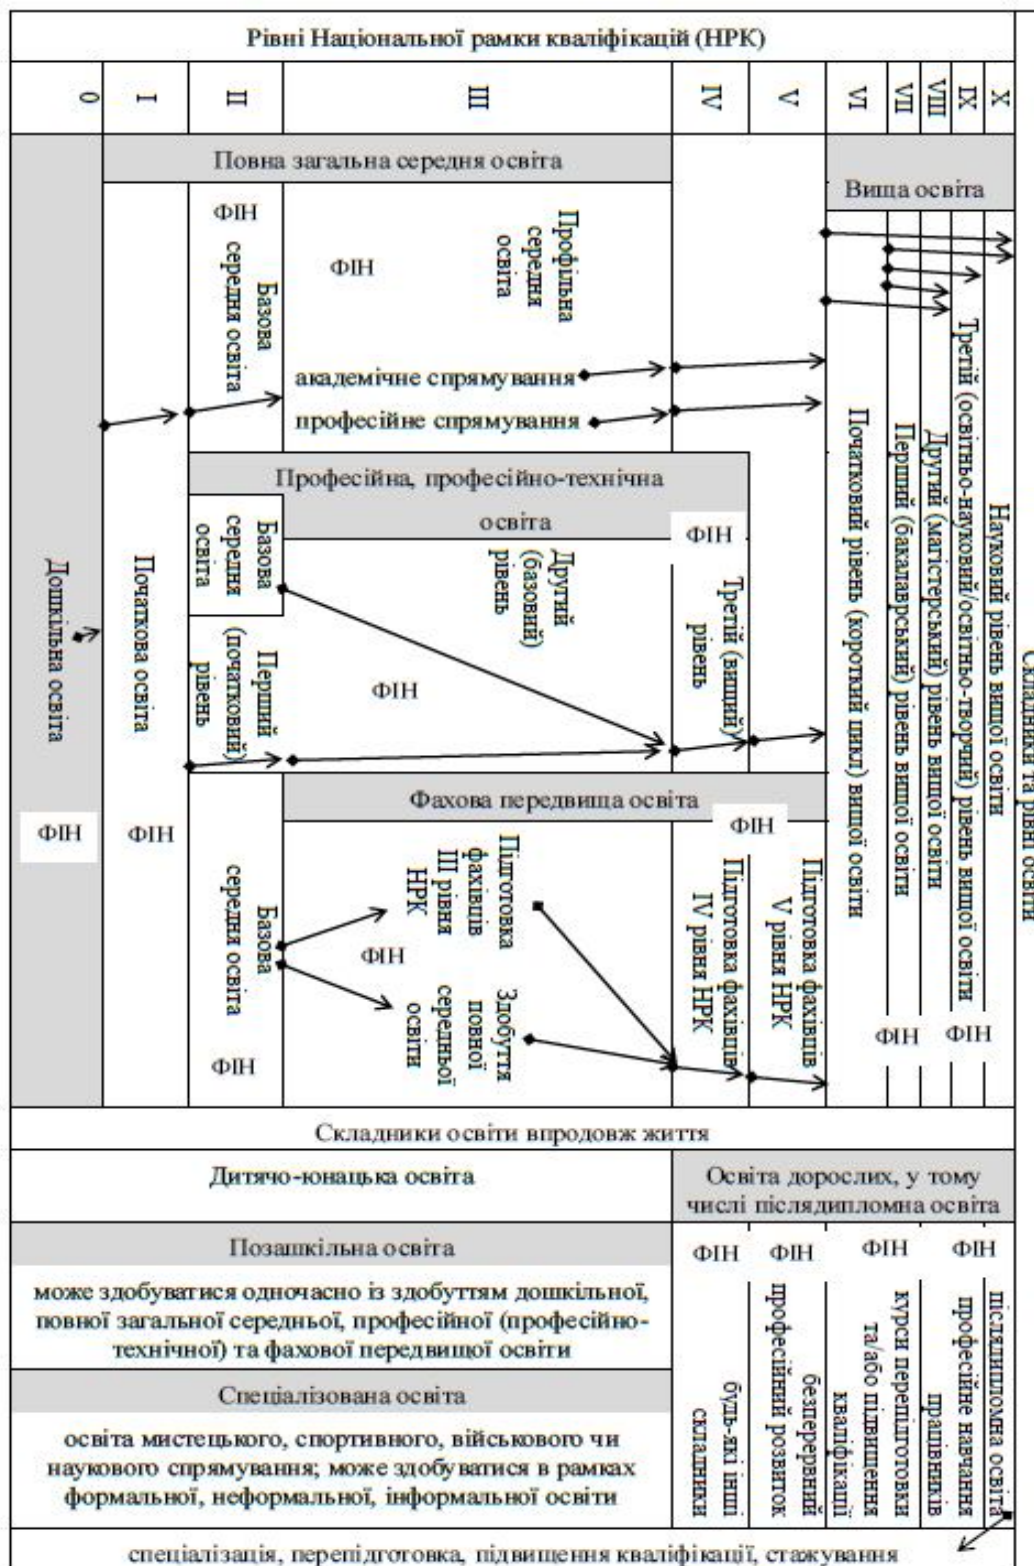 Рівні Національної рамки кваліфікацій (НРК)
0
I
II
III
IV
V
VI
VII
VIII
IX
X
Складники та рівні освіти
Повна загальна середня освіта
Вища освіта
ФІН
Базова
середня освіта
ФІН
Профільна
середня
освіта
академічне спрямування
професійне спрямування
Професійна, професійно-технічна
освіта
Базова
середня
освіта
Перший
(початковий)
рівень
Другий
(базовий)
рівень
ФІН
ФІН
Третій (вищий)
рівень
Дошкільна освіта
ФІН
Початкова освіта
ФІН
Фахова передвища освіта
ФІН
Базова
середня освіта
ФІН
Підготовка
фахівців
III рівня
НРК
ФІН
Здобуття
повної
середньої
освіти
Підготовка фахівців
IV рівня НРК
Підготовка фахівців
V рівня НРК
Початковий рівень (короткий цикл) вищої освіти
Перший (бакалаврський) рівень вищої освіти
Другий (магістерський) рівень вищої освіти
Третій (освітньо-науковий/освітньо-творчий) рівень вищої освіти
Науковий рівень вищої освіти
ФІН
ФІН
Складники освіти впродовж життя
Дитячо-юнацька освіта
Освіта дорослих, у тому
числі післядипломна освіта
Позашкільна освіта
може здобуватися одночасно із здобуттям дошкільної,
повної загальної середньої, професійної (професійно-
технічної) та фахової передвищої освіти
Спеціалізована освіта
освіта мистецького, спортивного, військового чи
наукового спрямування; може здобуватися в рамках
формальної, неформальної, інформальної освіти
ФІН
ФІН
ФІН
ФІН
будь-які інші
складники
безперервний
професійний розвиток
курси перепідготовки
та/або підвищення
кваліфікації
професійне навчання
працівників
післядипломна освіта
спеціалізація, перепідготовка, підвищення кваліфікації, стажування